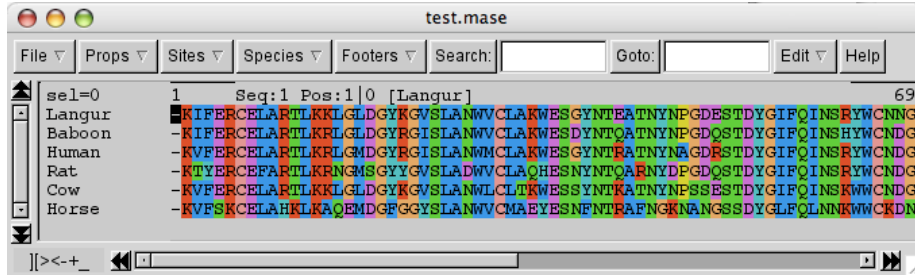 test.mase
File Props Sites Species Footers Search: Goto: Edit Help
sel=0 1 Seq:1 Pos:1|0 [Langur] 69
Langur -KIFERCELARTLKKLGLDGYKGVSLANWVCLAKWESGYNTEATNYNPGDESTDYGIFQINSRYWCNNG
Baboon -KIFERCELARTLKRLGLDGYRGISLANWVCLAKWESDYNTQATNYNPGDQSTDYGIFQINSHYWCNDG
Human -KVFERCELARTLKRLGMDGYRGISLANWMCLAKWESGYNTRATNYNAGDRSTDYGIFQINSRYWCNDG
Rat -KTYERCEFARTLKRNGMSGYYGVSLADWVCLAQHESNYNTQARNYDPGDQSTDYGIFQINSRYWCNDG
Cow -KVFERCELARTLKKLGLDGYKGVSLANWLCLTKWESSYNTKATNYNPSSESTDYGIFQINSKWWCNDG
Horse -KVFSKCELAHKLKAQEMDGFGGYSLANWVCMAEYESNFNTRAFNGKNANGSSDYGLFQLNNKWWCKDN
][><-+_